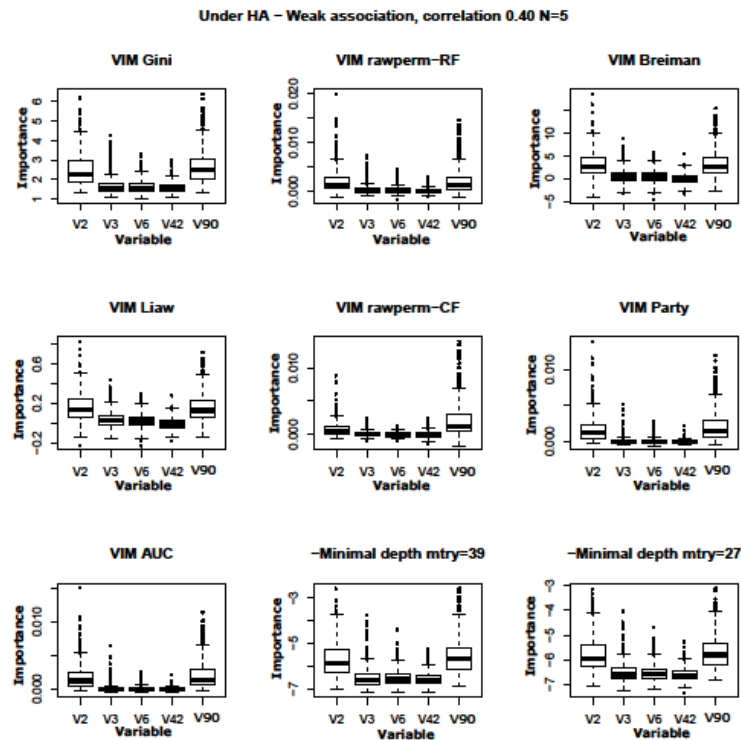 Under HA − Weak association, correlation 0.40 N=5
VIM Gini
Importance
1 2 3 4 5 6
V2 V3 V6 V42 V90
Variable
VIM rawperm−RF
Importance
0.000 0.010 0.020
V2 V3 V6 V42 V90
Variable
VIM Breiman
Importance
−5 0 5 10
V2 V3 V6 V42 V90
Variable
VIM Liaw
Importance
−0.2 0.2 0.6
V2 V3 V6 V42 V90
Variable
VIM rawperm−CF
Importance
0.000 0.010
V2 V3 V6 V42 V90
Variable
VIM Party
Importance
0.000 0.010
V2 V3 V6 V42 V90
Variable
VIM AUC
Importance
0.000 0.010
V2 V3 V6 V42 V90
Variable
−Minimal depth mtry=39
Importance
−7 −5 −3
V2 V3 V6 V42 V90
Variable
−Minimal depth mtry=27
Importance
−7 −6 −5 −4 −3
V2 V3 V6 V42 V90
Variable